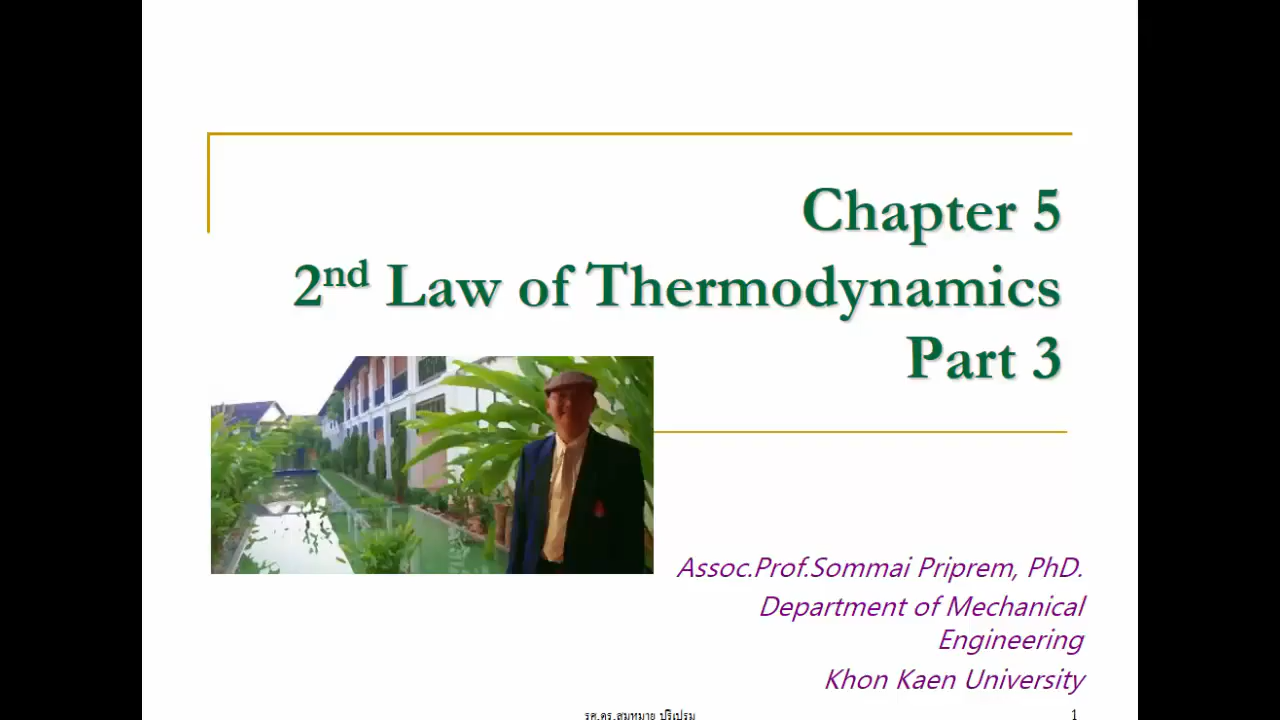 Chapter 5
2nd Law of Thermodynamics
Part 3
Assoc.Prof.Sommai Priprem, PhD.
Department of Mechanical
Engineering
Khon Kaen University
รศ.ดร.สมหมาย ปรีเปรม
1